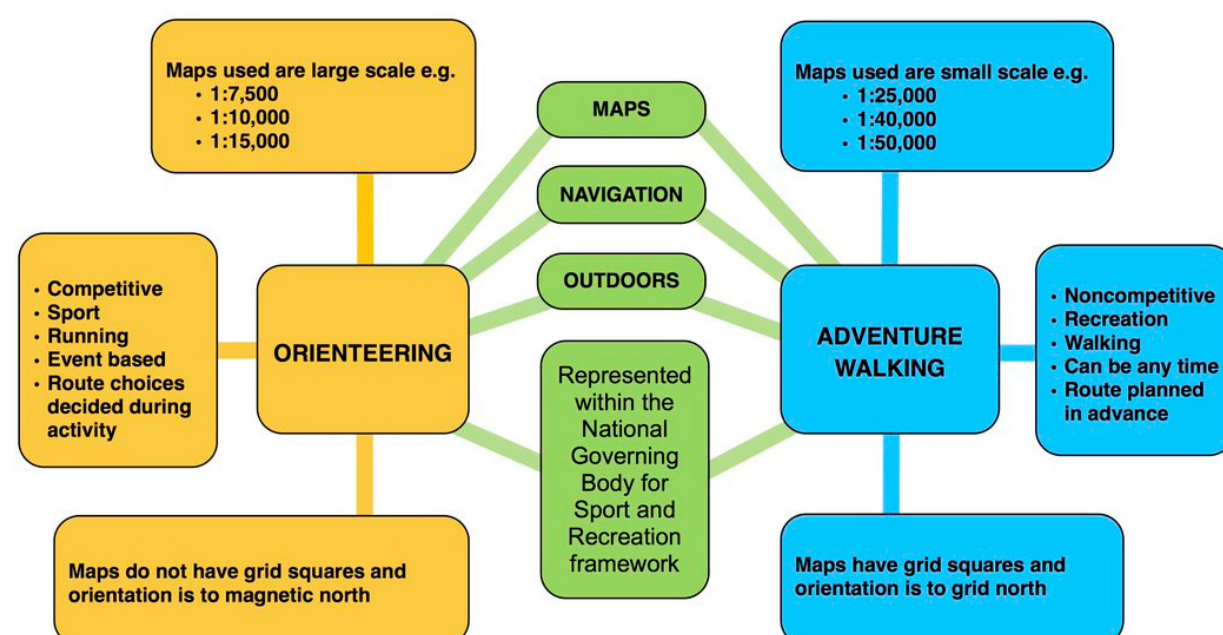 Maps used are large scale e.g.
• 1:7,500
• 1:10,000
• 1:15,000
MAPS
Maps used are small scale e.g.
• 1:25,000
• 1:40,000
• 1:50,000
NAVIGATION
OUTDOORS
• Competitive
• Sport
• Running
• Event based
• Route choices
decided during
activity
ORIENTEERING
ADVENTURE
WALKING
• Noncompetitive
• Recreation
• Walking
• Can be any time
• Route planned
in advance
Represented
within the
National
Governing
Body for
Sport and
Recreation
framework
Maps do not have grid squares and
orientation is to magnetic north
Maps have grid squares and
orientation is to grid north